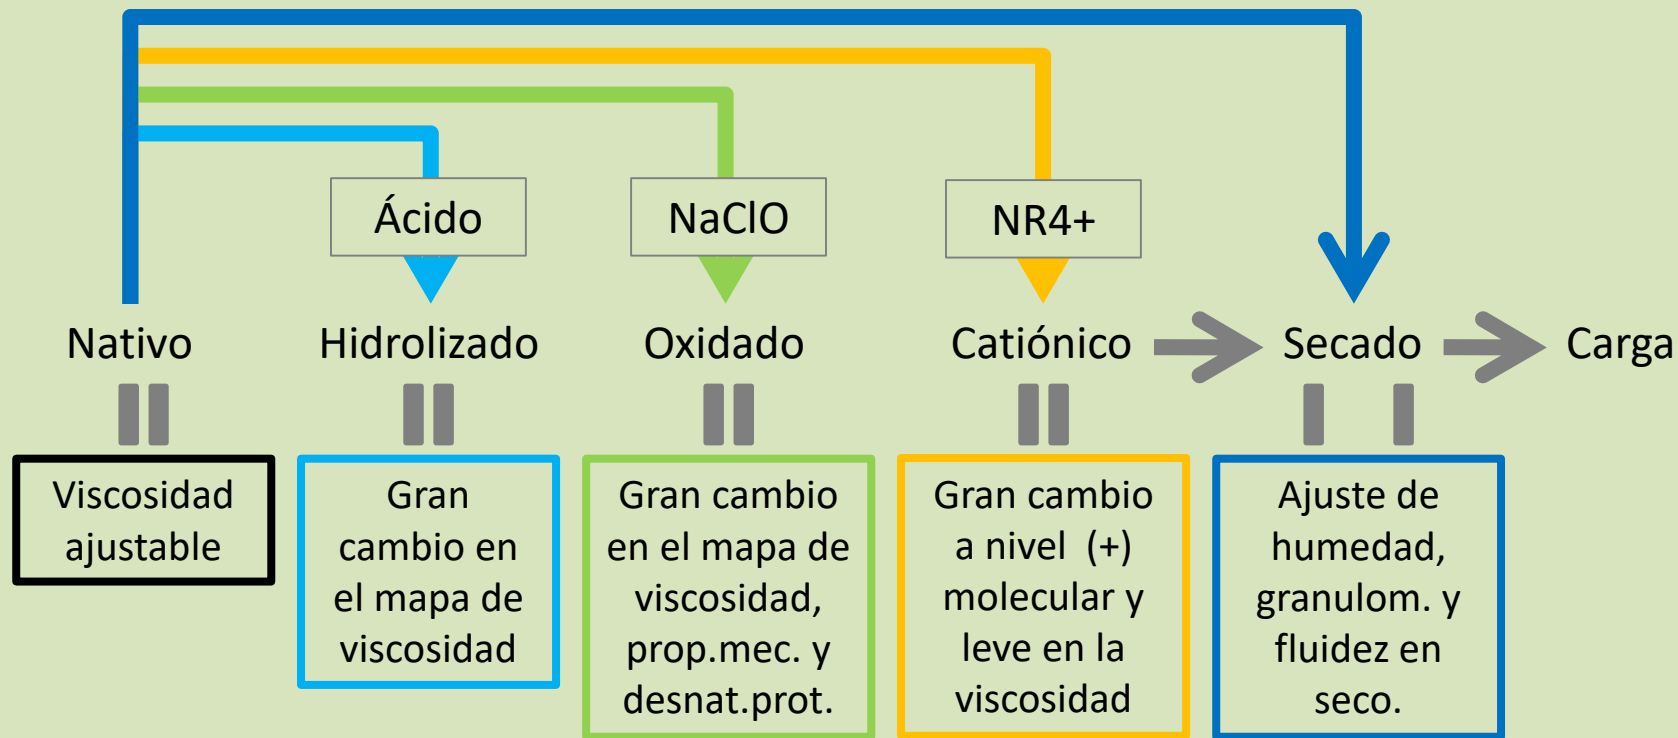 Ácido
NaClO
NR4+
Nativo
Hidrolizado
Oxidado
Catiónico
Secado
Carga
Viscosidad
ajustable
Gran
cambio en
el mapa de
viscosidad
Gran cambio
en el mapa de
viscosidad,
prop.mec. y
desnat.prot.
Gran cambio
a nivel (+)
molecular y
leve en la
viscosidad
Ajuste de
humedad,
granulom. y
fluidez en
seco.